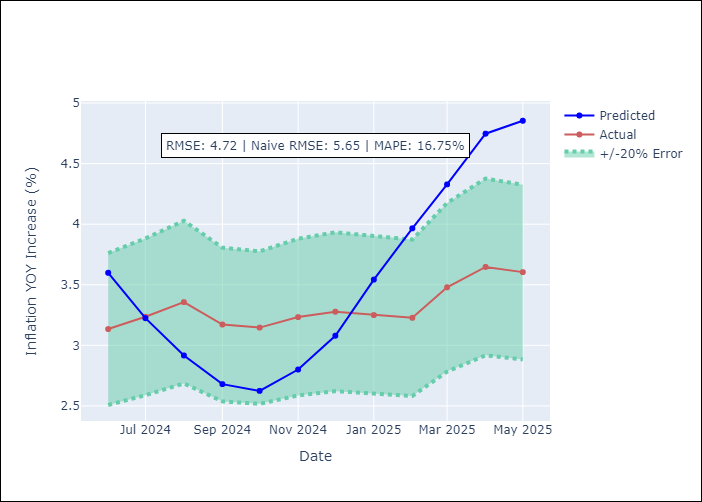 5
4.5
4
3.5
3
2.5
Inflation YOY Increase (%)
RMSE: 4.72 | Naive RMSE: 5.65 | MAPE: 16.75%
Predicted
Actual
+/-20% Error
Jul 2024 Sep 2024 Nov 2024 Jan 2025 Mar 2025 May 2025
Date